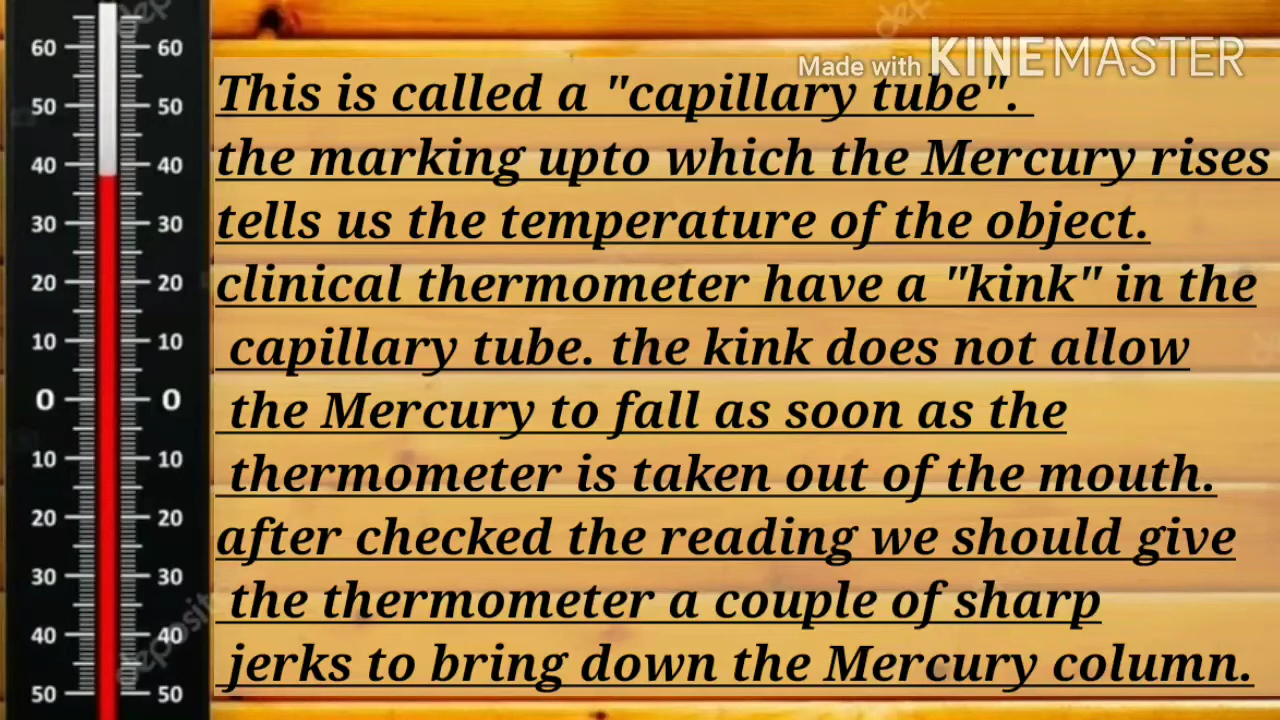 Made with KINEMASTER
This is called a "capillary tube".
the marking upto which the Mercury rises
tells us the temperature of the object.
clinical thermometer have a "kink" in the
capillary tube. the kink does not allow
the Mercury to fall as soon as the
thermometer is taken out of the mouth.
after checked the reading we should give
the thermometer a couple of sharp
jerks to bring down the Mercury column.
60 60
50 50
40 40
30 30
20 20
10 10
0 0
10 10
20 20
30 30
40 40
50 50